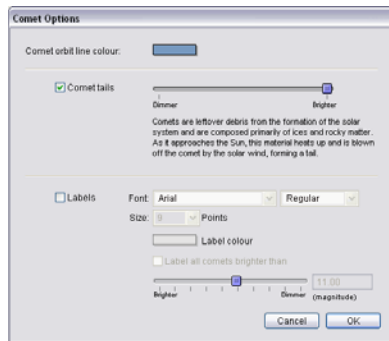 Comet Options
Comet orbit line colour:
Comet tails
Dimmer Brighter
Comets are leftover debris from the formation of the solar
system and are composed primarily of ices and rocky matter.
As it approaches the Sun, this material heats up and is blown
off the comet by the solar wind, forming a tail.
Labels Font: Arial Regular
Size: 9 Points
Label colour
Label all comets brighter than
11.00
Brighter Dimmer (magnitude)
Cancel OK